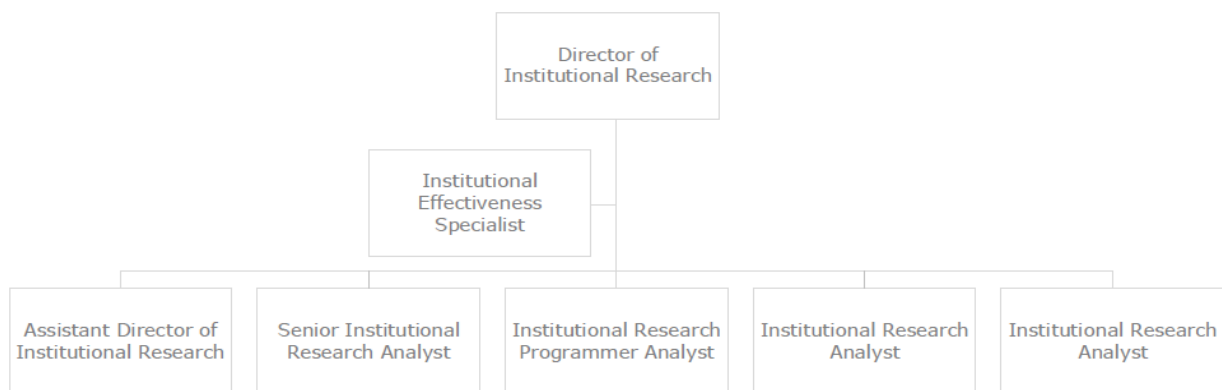 Director of
Institutional Research
Institutional
Effectiveness
Specialist
Assistant Director of
Institutional Research
Senior Institutional
Research Analyst
Institutional Research
Programmer Analyst
Institutional Research
Analyst
Institutional Research
Analyst